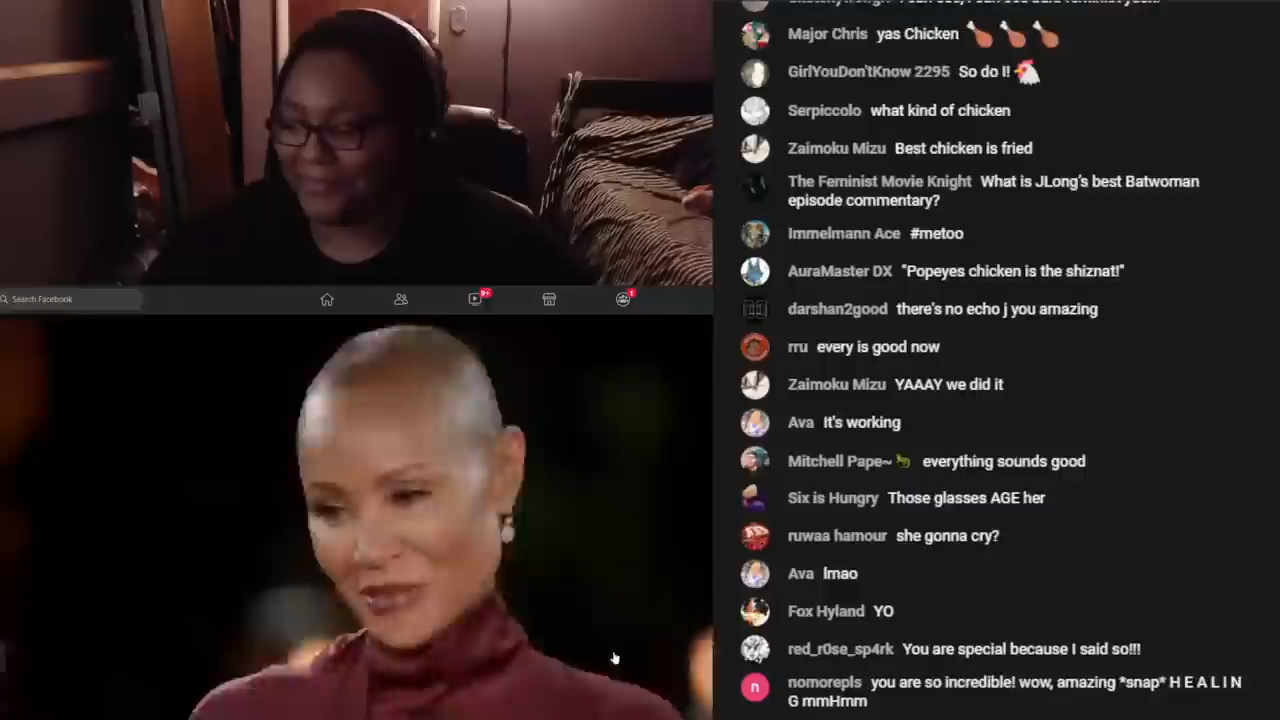 Major Chris yas Chicken 🍗 🍗 🍗
GirlYouDon'tKnow 2295 So do I! 🐔
Serpiccolo what kind of chicken
Zaimoku Mizu Best chicken is fried
The Feminist Movie Knight What is JLong's best Batwoman
episode commentary?
Immelmann Ace #metoo
AuraMaster DX "Popeyes chicken is the shiznat!"
darshan2good there's no echo j you amazing
rru every is good now
Zaimoku Mizu YAAAY we did it
Ava It's working
Mitchell Pape~ 🐛 everything sounds good
Six is Hungry Those glasses AGE her
ruwaa hamour she gonna cry?
Ava lmao
Fox Hyland YO
red_r0se_sp4rk You are special because I said so!!!
n nomorepls you are so incredible! wow, amazing *snap* H E A L I N
G mmHmm
Search Facebook
9+
1